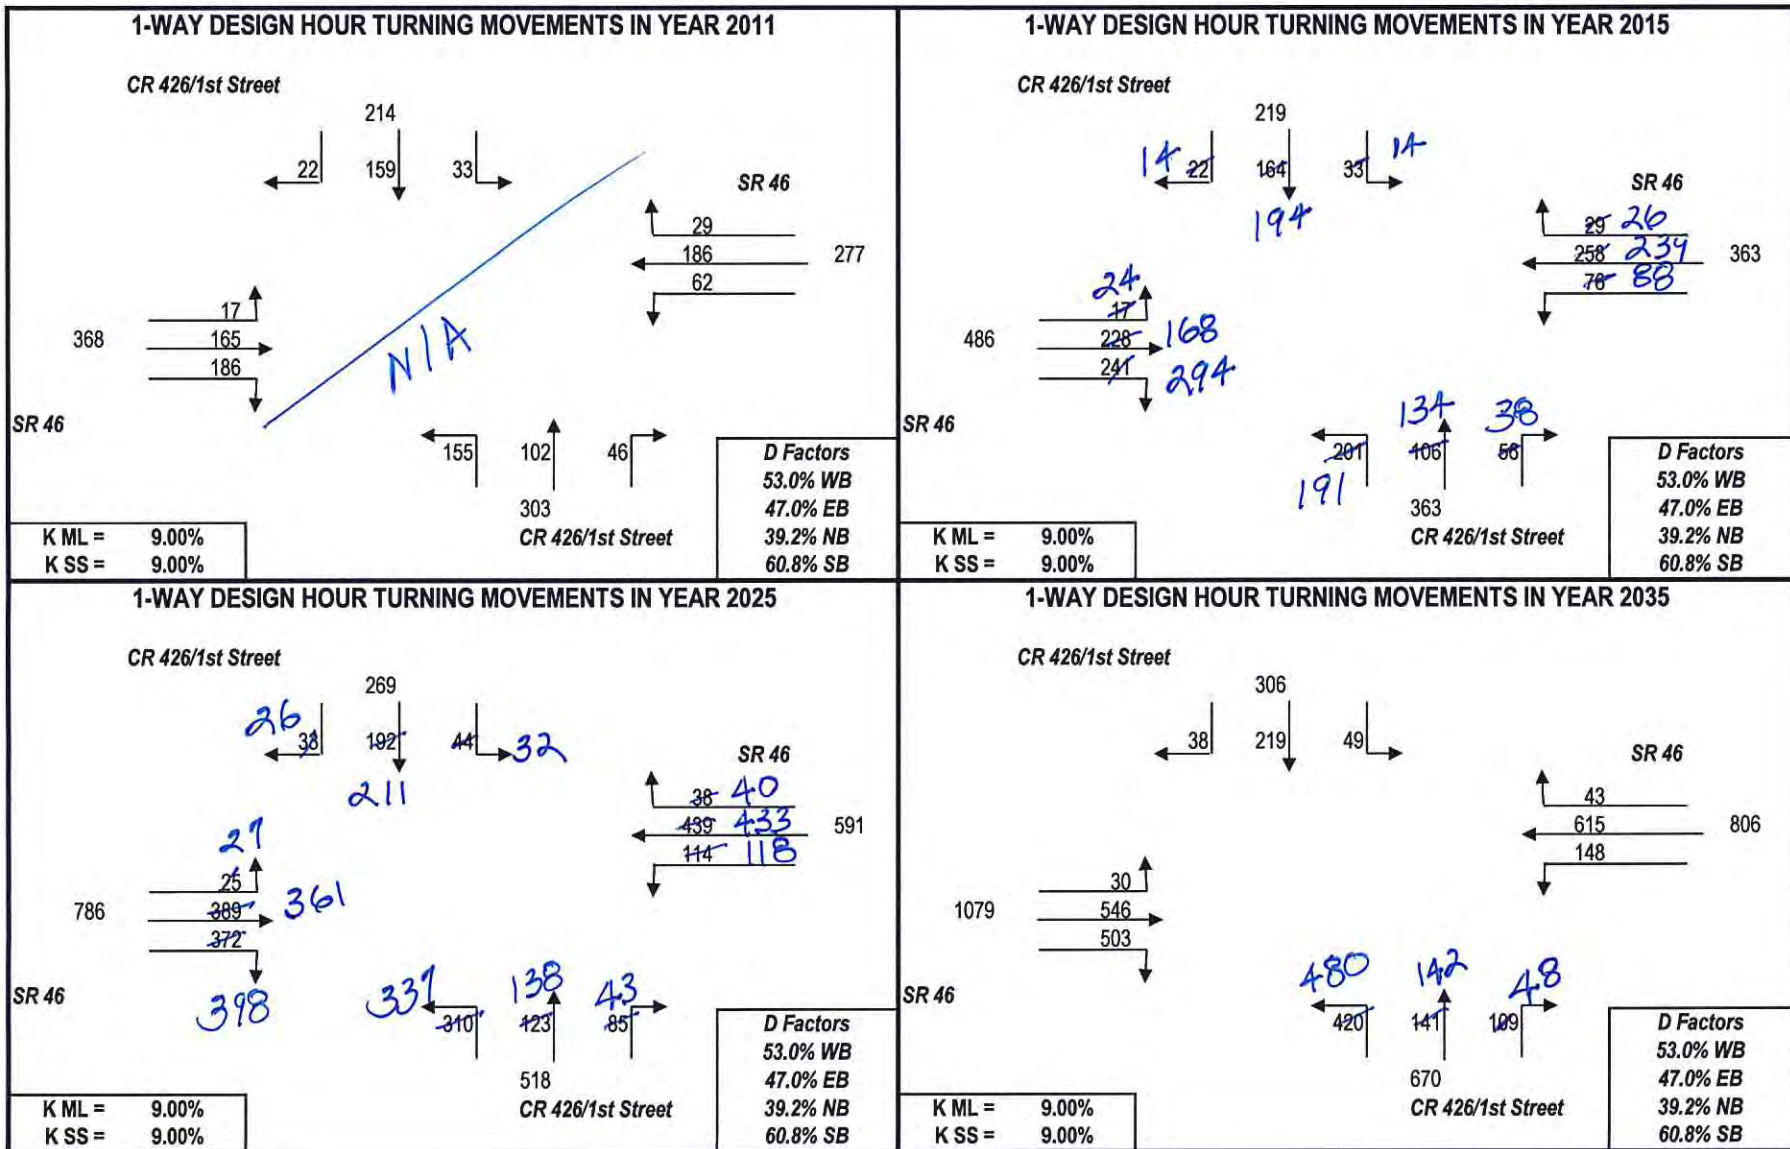 1-WAY DESIGN HOUR TURNING MOVEMENTS IN YEAR 2011
CR 426/1st Street
214
22 159 33
SR 46
29
186 277
62
17
368 165
186
N/A
SR 46
155 102 46
303
CR 426/1st Street
D Factors
53.0% WB
47.0% EB
39.2% NB
60.8% SB
K ML = 9.00%
K SS = 9.00%
1-WAY DESIGN HOUR TURNING MOVEMENTS IN YEAR 2015
CR 426/1st Street
219
14 22 164 33 14
194
SR 46
29 26
258 239 363
76 88
24
17
486 228 168
241 294
SR 46
134 38
201 106 56
191
363
CR 426/1st Street
D Factors
53.0% WB
47.0% EB
39.2% NB
60.8% SB
K ML = 9.00%
K SS = 9.00%
1-WAY DESIGN HOUR TURNING MOVEMENTS IN YEAR 2025
CR 426/1st Street
269
26
33 192 44 32
211
SR 46
38 40
439 433 591
114 118
27
25
786 389 361
372
398
SR 46
337 138 43
310 123 85
518
CR 426/1st Street
D Factors
53.0% WB
47.0% EB
39.2% NB
60.8% SB
K ML = 9.00%
K SS = 9.00%
1-WAY DESIGN HOUR TURNING MOVEMENTS IN YEAR 2035
CR 426/1st Street
306
38 219 49
SR 46
43
615 806
148
30
1079 546
503
SR 46
480 142 48
420 141 109
670
CR 426/1st Street
D Factors
53.0% WB
47.0% EB
39.2% NB
60.8% SB
K ML = 9.00%
K SS = 9.00%